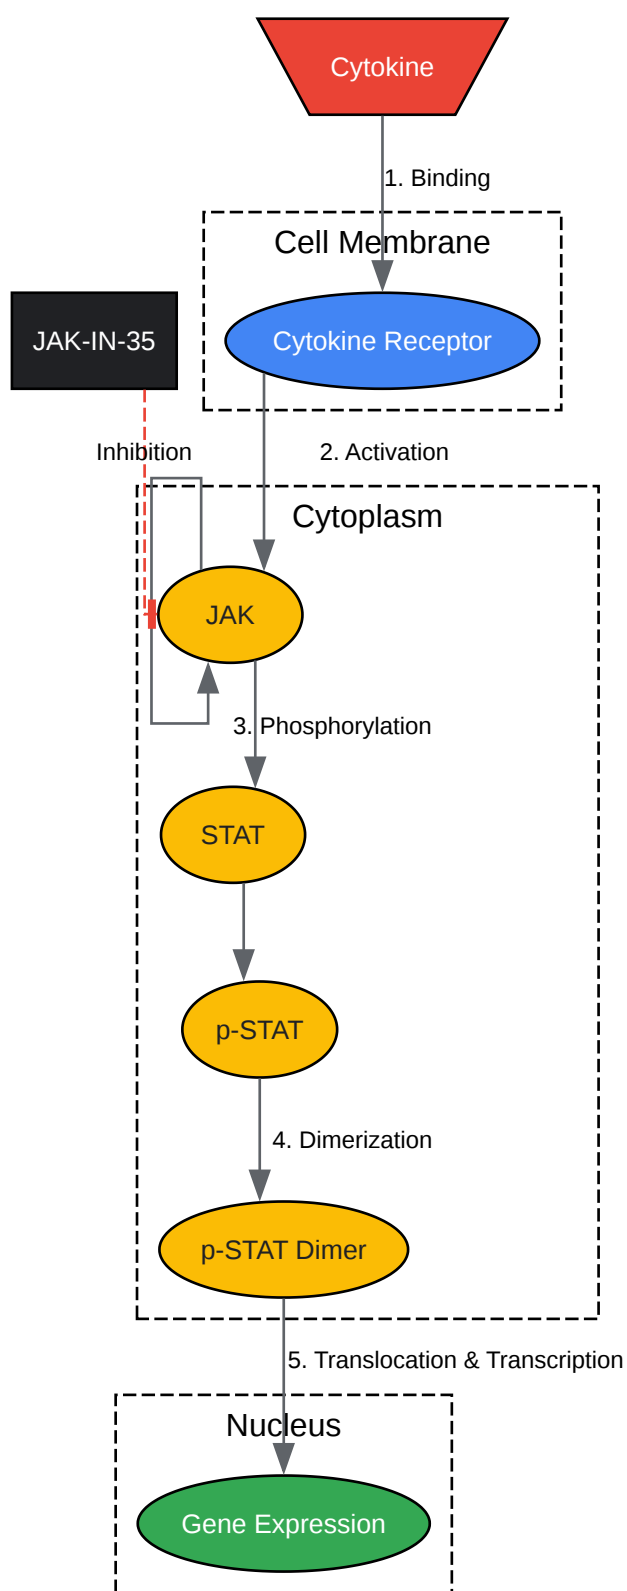 Cytokine
1. Binding
Cell Membrane
JAK-IN-35
Cytokine Receptor
Inhibition
2. Activation
Cytoplasm
JAK
3. Phosphorylation
STAT
p-STAT
4. Dimerization
p-STAT Dimer
5. Translocation & Transcription
Nucleus
Gene Expression